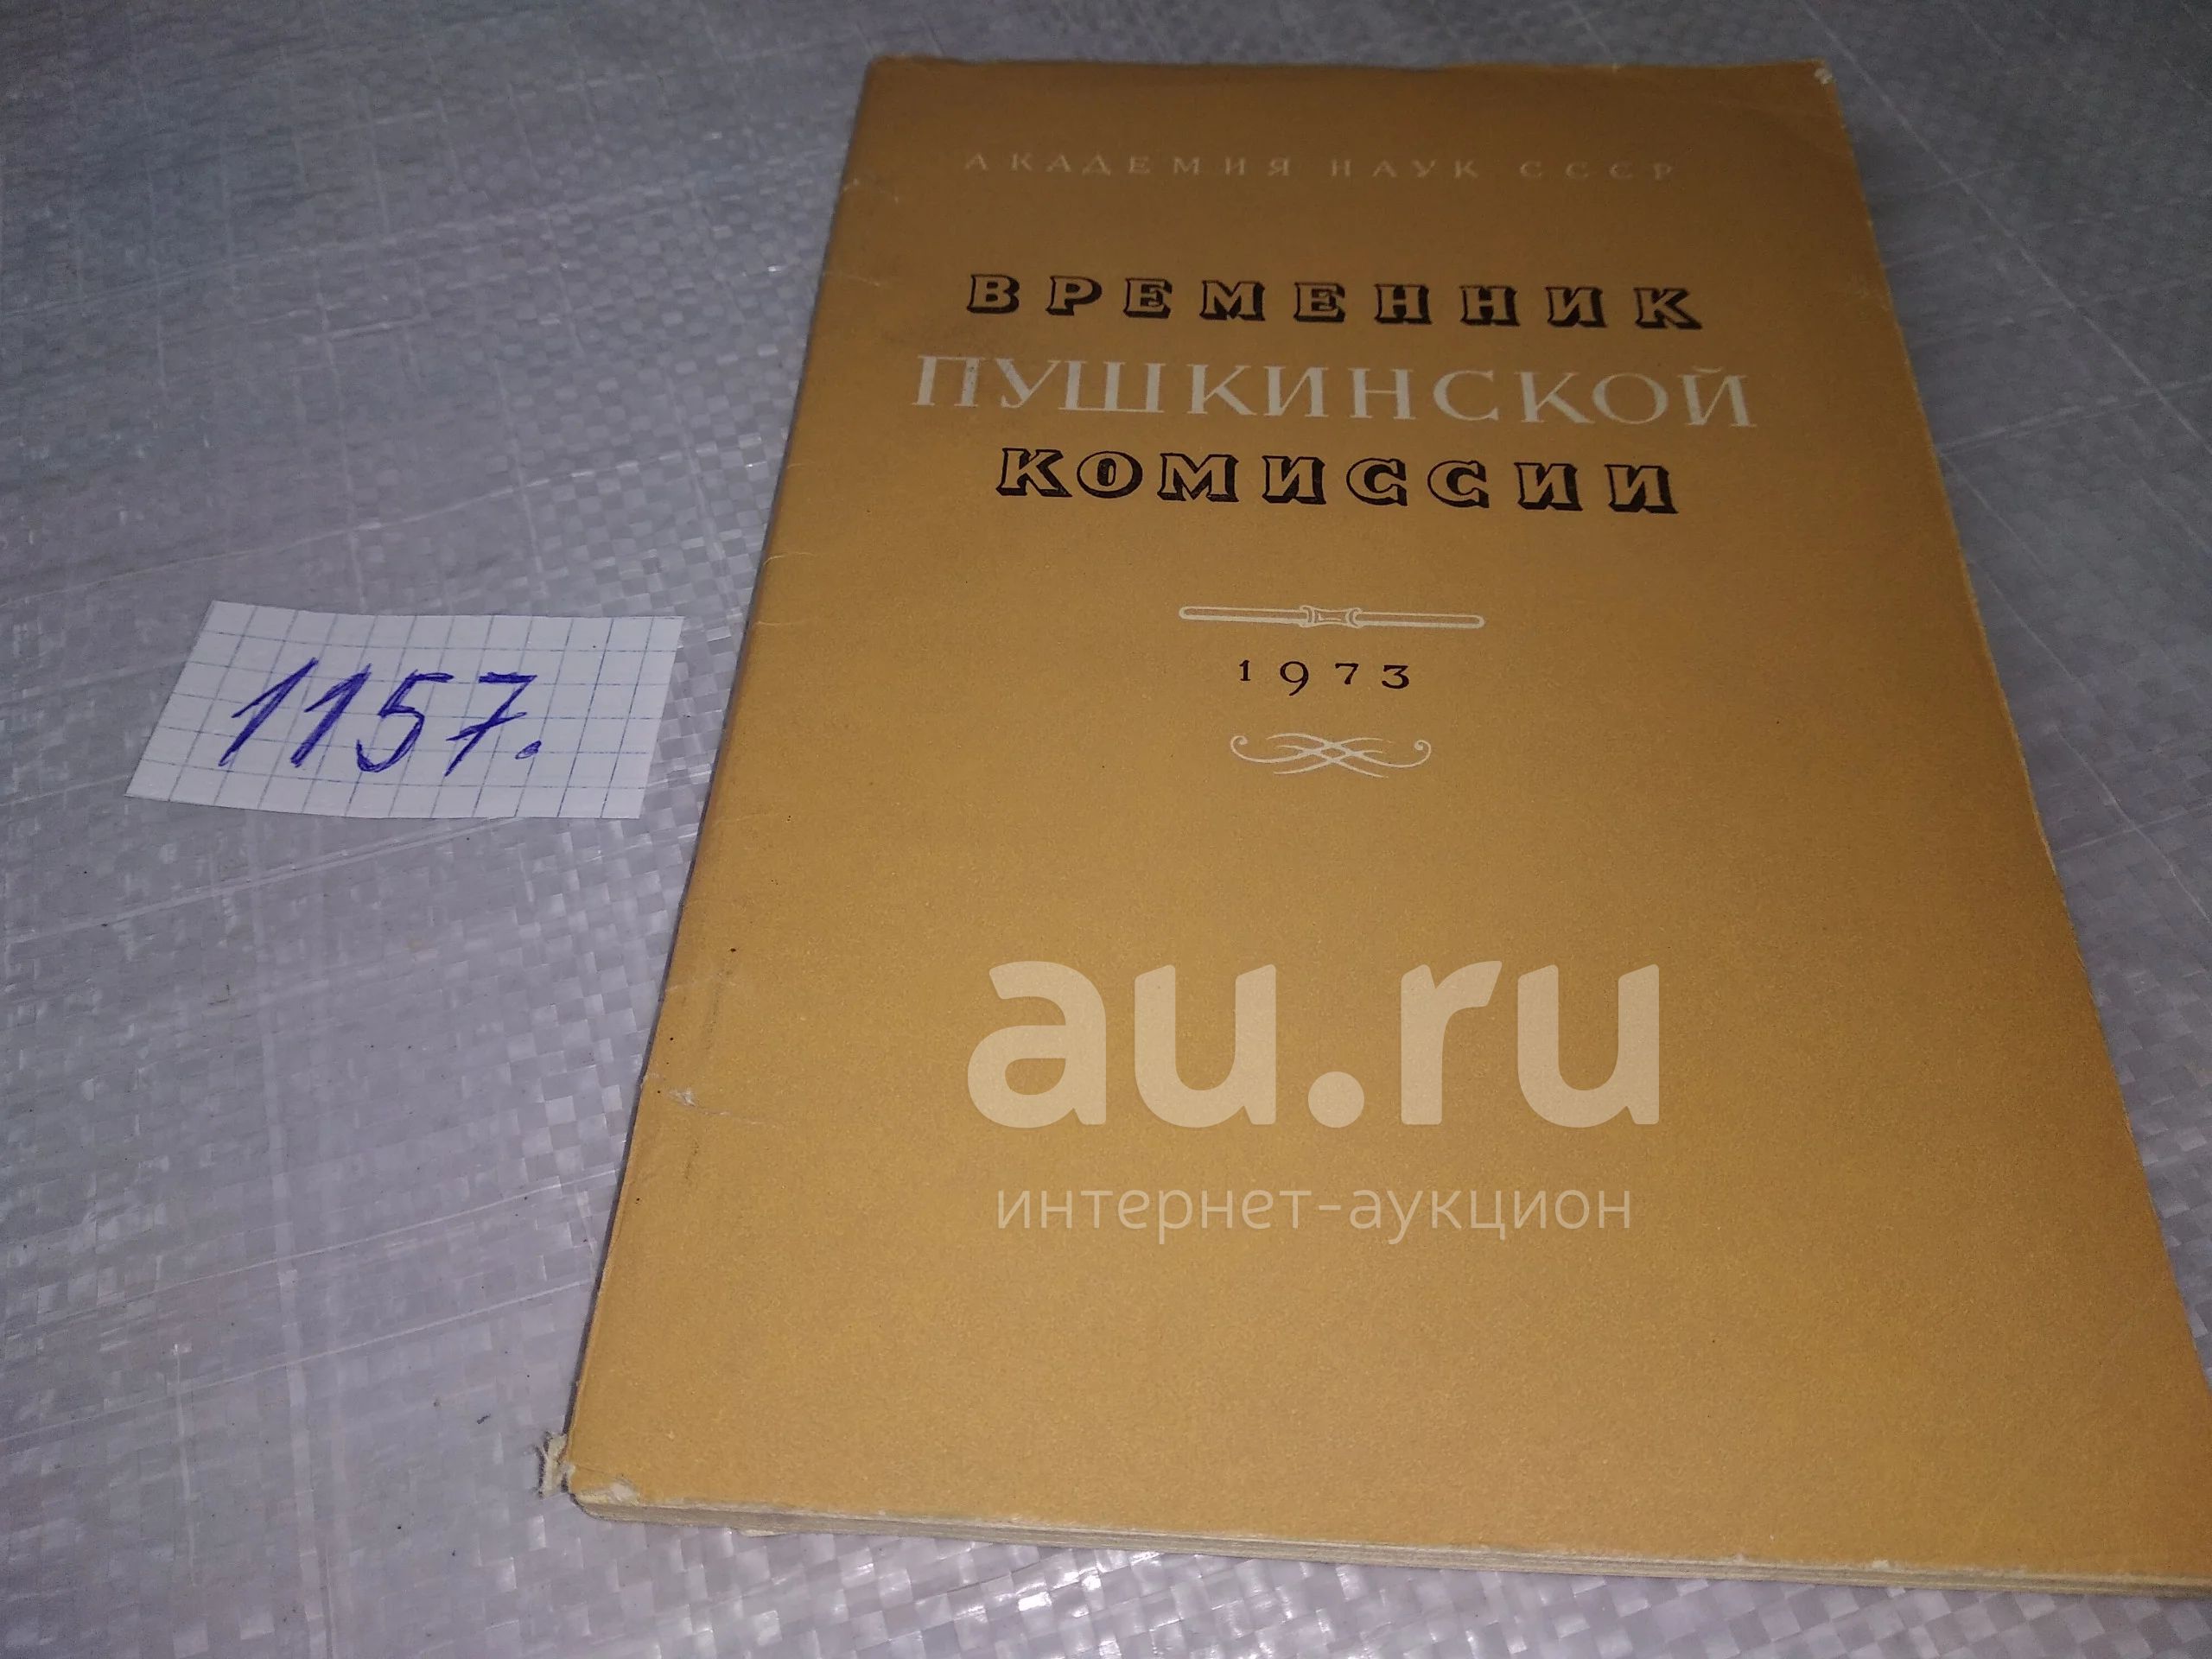 АКАДЕМИЯ НАУК СССР
ВРЕМЕННИК
ПУШКИНСКОЙ
КОМИССИИ
1973
1157.
au.ru
интернет-аукцион